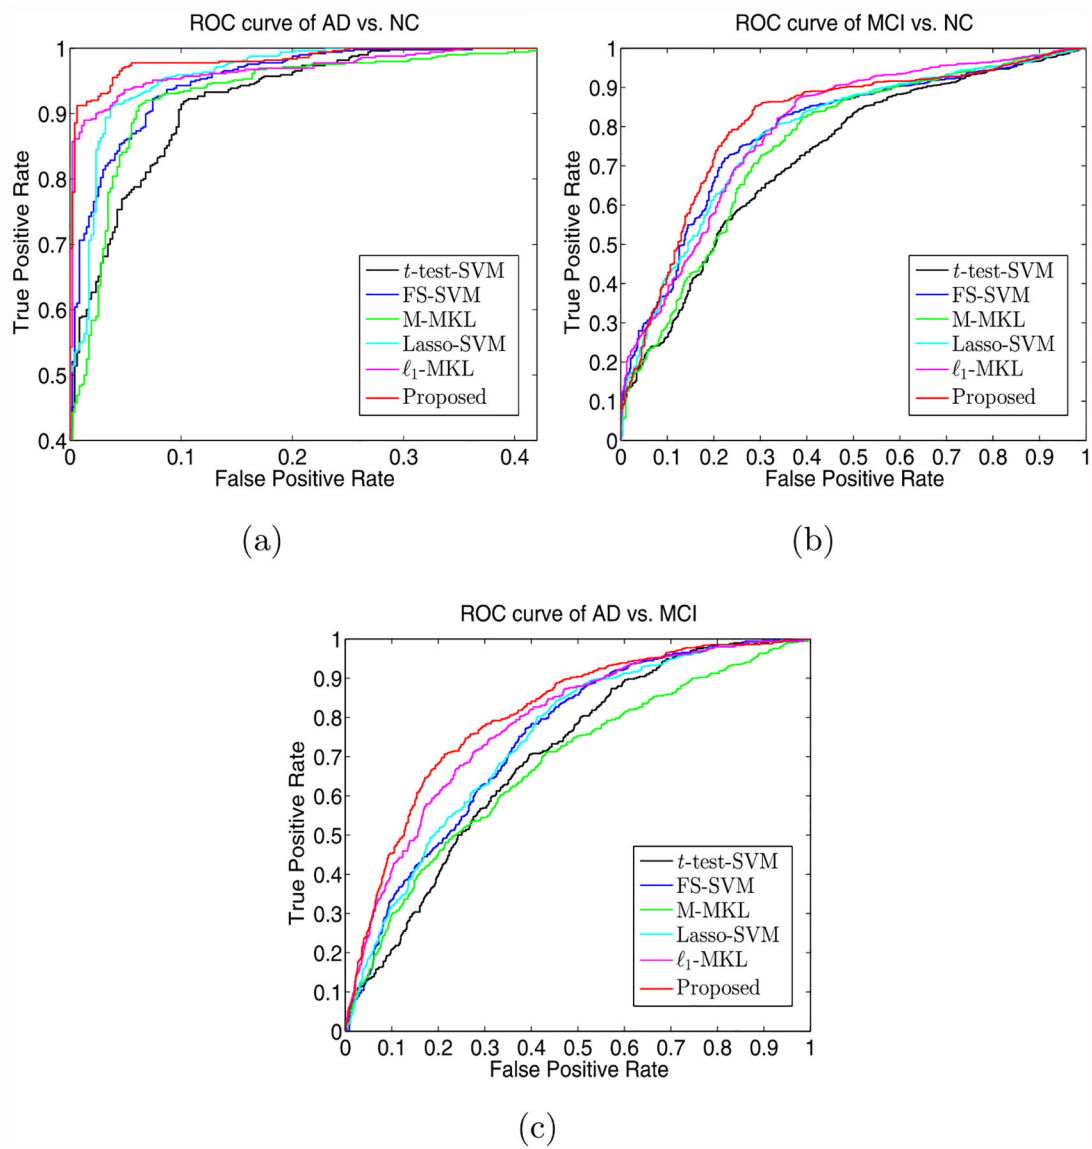 ROC curve of AD vs. NC
1
0.9
0.8
0.7
0.6
0.5
0.4
True Positive Rate
t-test-SVM
FS-SVM
M-MKL
Lasso-SVM
ℓ1-MKL
Proposed
0 0.1 0.2 0.3 0.4
False Positive Rate
(a)
ROC curve of MCI vs. NC
1
0.9
0.8
0.7
0.6
0.5
0.4
0.3
0.2
0.1
0
True Positive Rate
t-test-SVM
FS-SVM
M-MKL
Lasso-SVM
ℓ1-MKL
Proposed
0 0.1 0.2 0.3 0.4 0.5 0.6 0.7 0.8 0.9 1
False Positive Rate
(b)
ROC curve of AD vs. MCI
1
0.9
0.8
0.7
0.6
0.5
0.4
0.3
0.2
0.1
0
True Positive Rate
t-test-SVM
FS-SVM
M-MKL
Lasso-SVM
ℓ1-MKL
Proposed
0 0.1 0.2 0.3 0.4 0.5 0.6 0.7 0.8 0.9 1
False Positive Rate
(c)